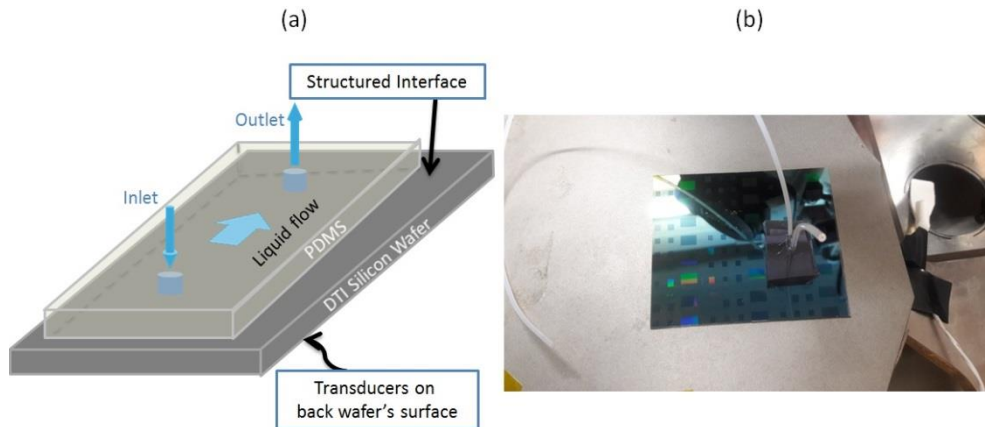 (a)
(b)
Structured Interface
Outlet
Inlet
Liquid flow
PDMS
DTI Silicon Wafer
Transducers on
back wafer's surface